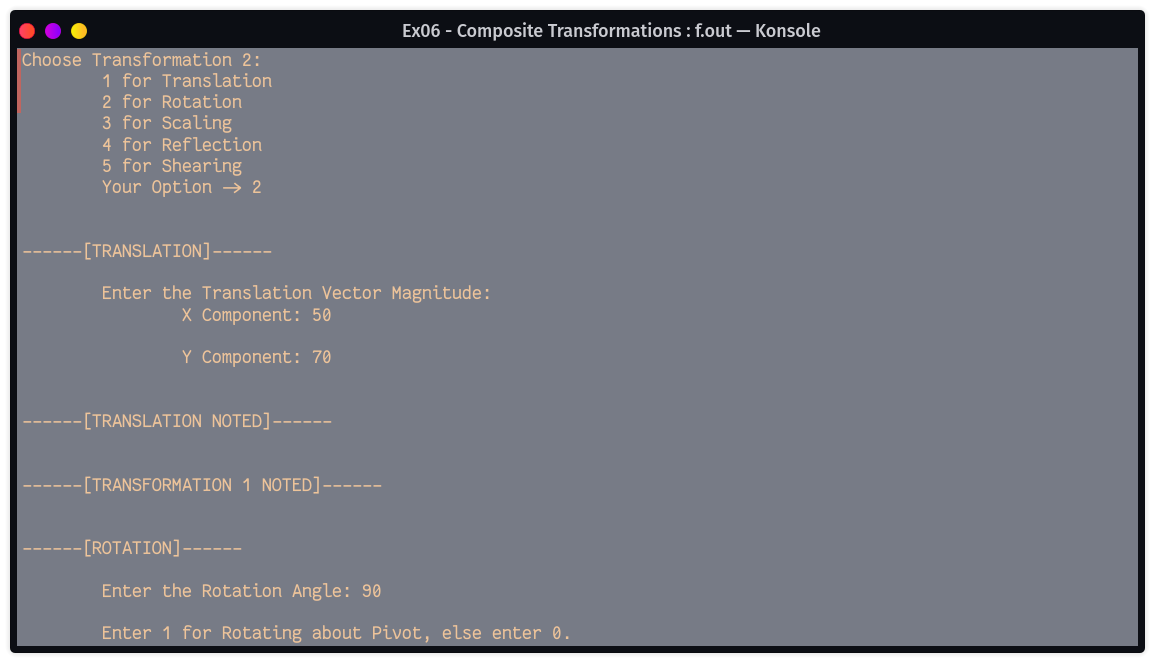 Ex06 - Composite Transformations : f.out — Konsole
Choose Transformation 2:
1 for Translation
2 for Rotation
3 for Scaling
4 for Reflection
5 for Shearing
Your Option -> 2
------[TRANSLATION]------
Enter the Translation Vector Magnitude:
X Component: 50
Y Component: 70
------[TRANSLATION NOTED]------
------[TRANSFORMATION 1 NOTED]------
------[ROTATION]------
Enter the Rotation Angle: 90
Enter 1 for Rotating about Pivot, else enter 0.